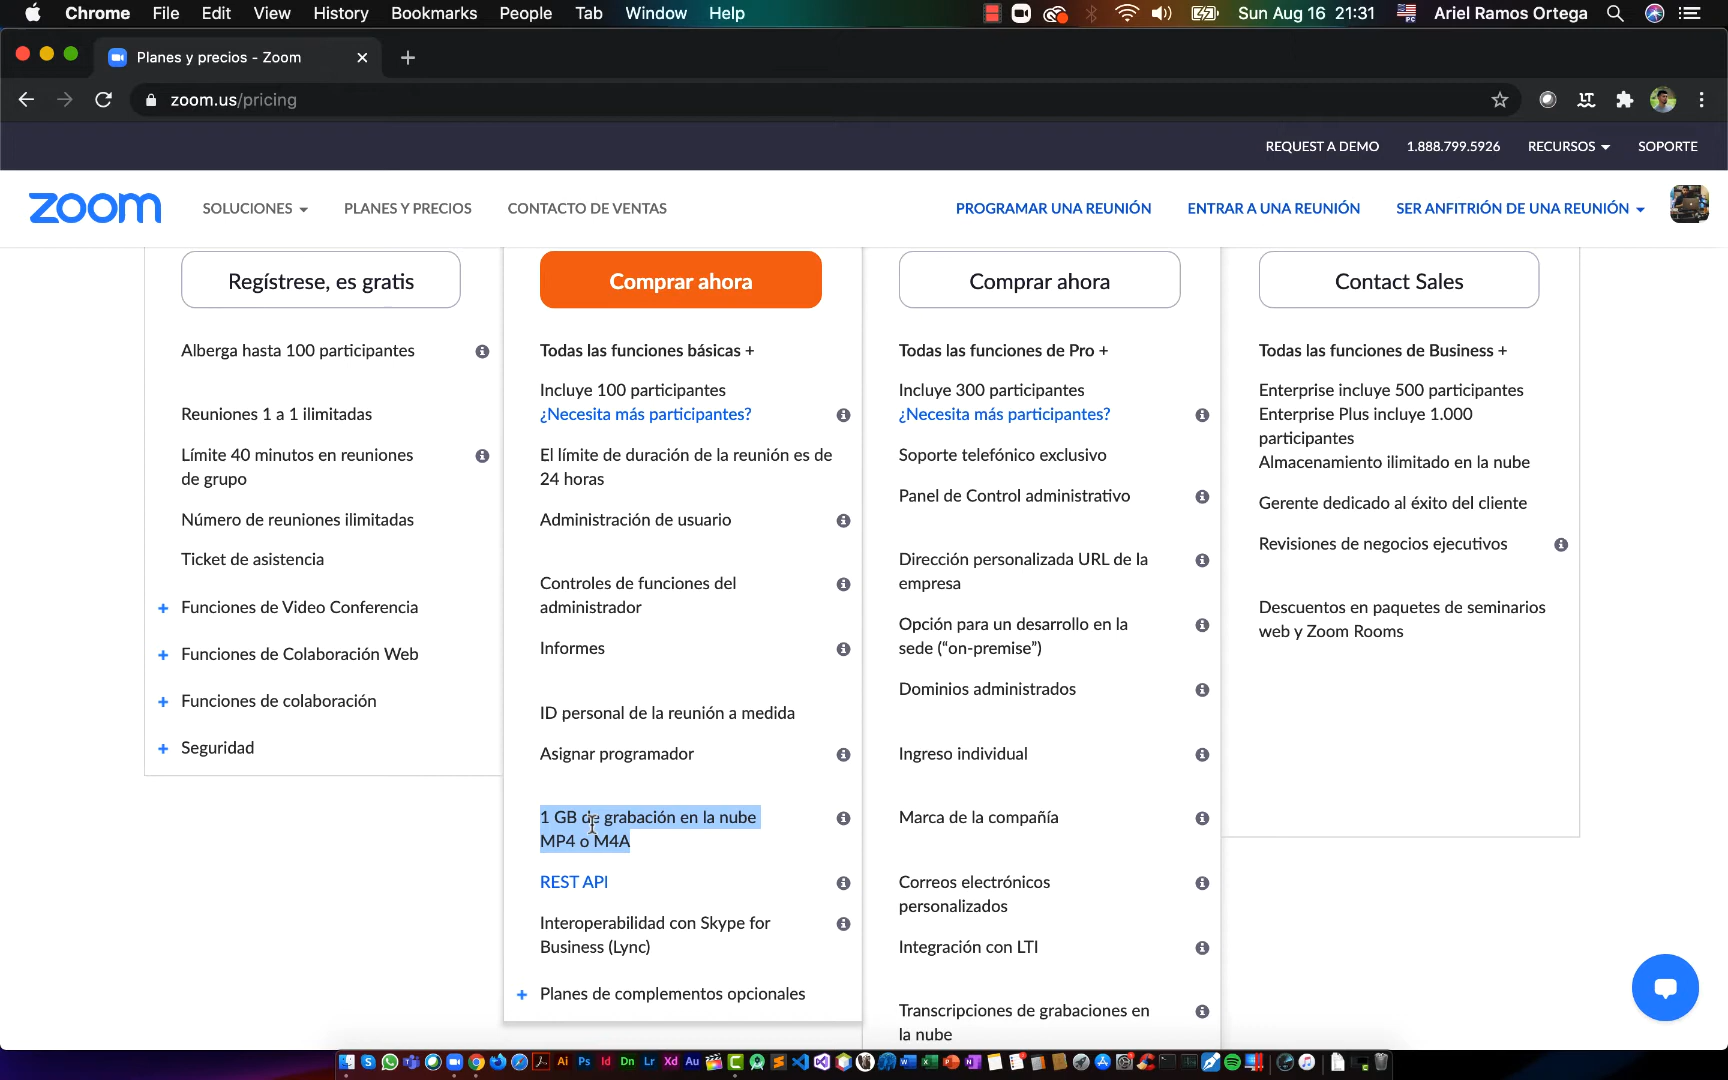 Chrome File Edit View History Bookmarks People Tab Window Help
Sun Aug 16 21:31 Ariel Ramos Ortega
Planes y precios - Zoom
zoom.us/pricing
REQUEST A DEMO 1.888.799.5926 RECURSOS SOPORTE
zoom SOLUCIONES PLANES Y PRECIOS CONTACTO DE VENTAS PROGRAMAR UNA REUNIÓN ENTRAR A UNA REUNIÓN SER ANFITRIÓN DE UNA REUNIÓN
Regístrese, es gratis
Alberga hasta 100 participantes
Reuniones 1 a 1 ilimitadas
Límite 40 minutos en reuniones
de grupo
Número de reuniones ilimitadas
Ticket de asistencia
+ Funciones de Video Conferencia
+ Funciones de Colaboración Web
+ Funciones de colaboración
+ Seguridad
Comprar ahora
Todas las funciones básicas +
Incluye 100 participantes
¿Necesita más participantes?
El límite de duración de la reunión es de
24 horas
Administración de usuario
Controles de funciones del
administrador
Informes
ID personal de la reunión a medida
Asignar programador
1 GB de grabación en la nube
MP4 o M4A
REST API
Interoperabilidad con Skype for
Business (Lync)
+ Planes de complementos opcionales
Comprar ahora
Todas las funciones de Pro +
Incluye 300 participantes
¿Necesita más participantes?
Soporte telefónico exclusivo
Panel de Control administrativo
Dirección personalizada URL de la
empresa
Opción para un desarrollo en la
sede (“on-premise”)
Dominios administrados
Ingreso individual
Marca de la compañía
Correos electrónicos
personalizados
Integración con LTI
Transcripciones de grabaciones en
la nube
Contact Sales
Todas las funciones de Business +
Enterprise incluye 500 participantes
Enterprise Plus incluye 1.000
participantes
Almacenamiento ilimitado en la nube
Gerente dedicado al éxito del cliente
Revisiones de negocios ejecutivos
Descuentos en paquetes de seminarios
web y Zoom Rooms
Ai Ps Id Dn Lr Xd Au